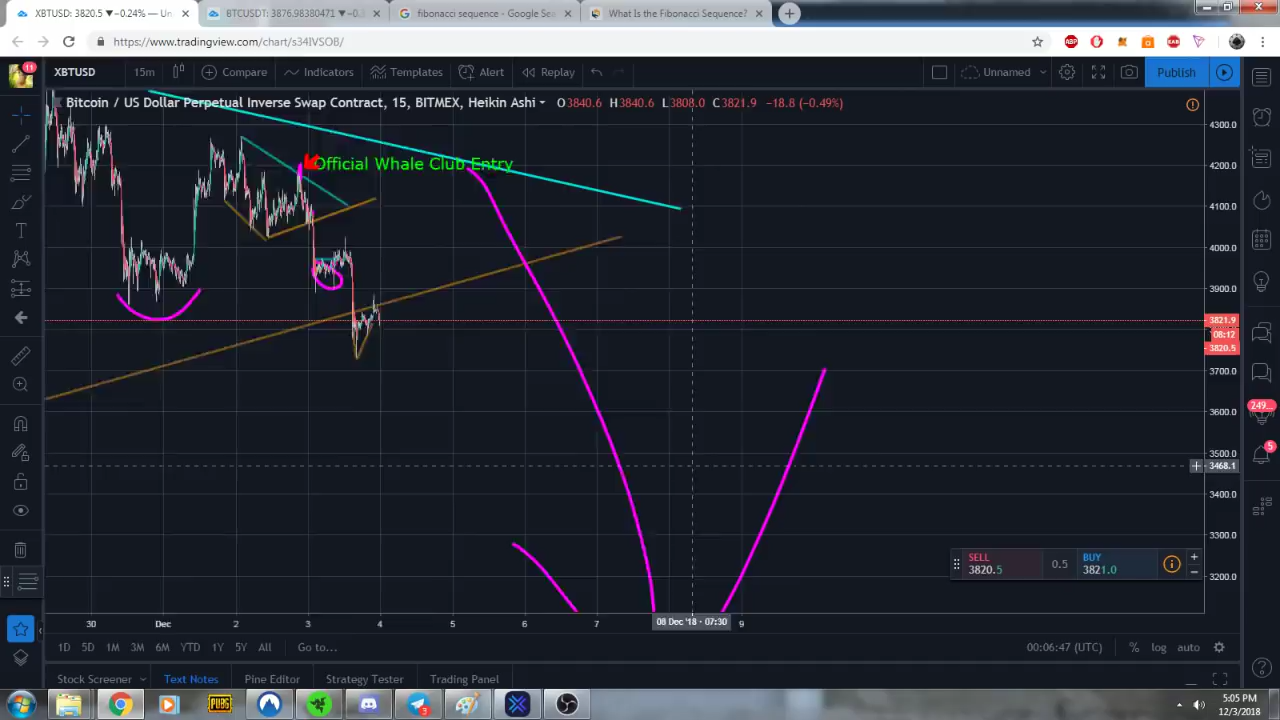 XBTUSD: 3820.5 ▼−0.24% — Un
BTCUSDT: 3876.98380471 ▼−0.
fibonacci sequence - Google Sea
What Is the Fibonacci Sequence?
https://www.tradingview.com/chart/s34IVSOB/
11
XBTUSD 15m Compare Indicators Templates Alert Replay Unnamed Publish
Bitcoin / US Dollar Perpetual Inverse Swap Contract, 15, BITMEX, Heikin Ashi O3840.6 H3840.6 L3808.0 C3821.9 −18.8 (−0.49%)
Official Whale Club Entry
4300.0
4200.0
4100.0
4000.0
3900.0
3821.9
08:12
3820.5
3700.0
3600.0
3500.0
3468.1
3400.0
3300.0
3200.0
249...
5
SELL
3820.5
0.5
BUY
3821.0
30 Dec 2 3 4 5 6 7 08 Dec '18 - 07:30 9
1D 5D 1M 3M 6M YTD 1Y 5Y All Go to... 00:06:47 (UTC) % log auto
Stock Screener Text Notes Pine Editor Strategy Tester Trading Panel
PUBG
5:05 PM
12/3/2018